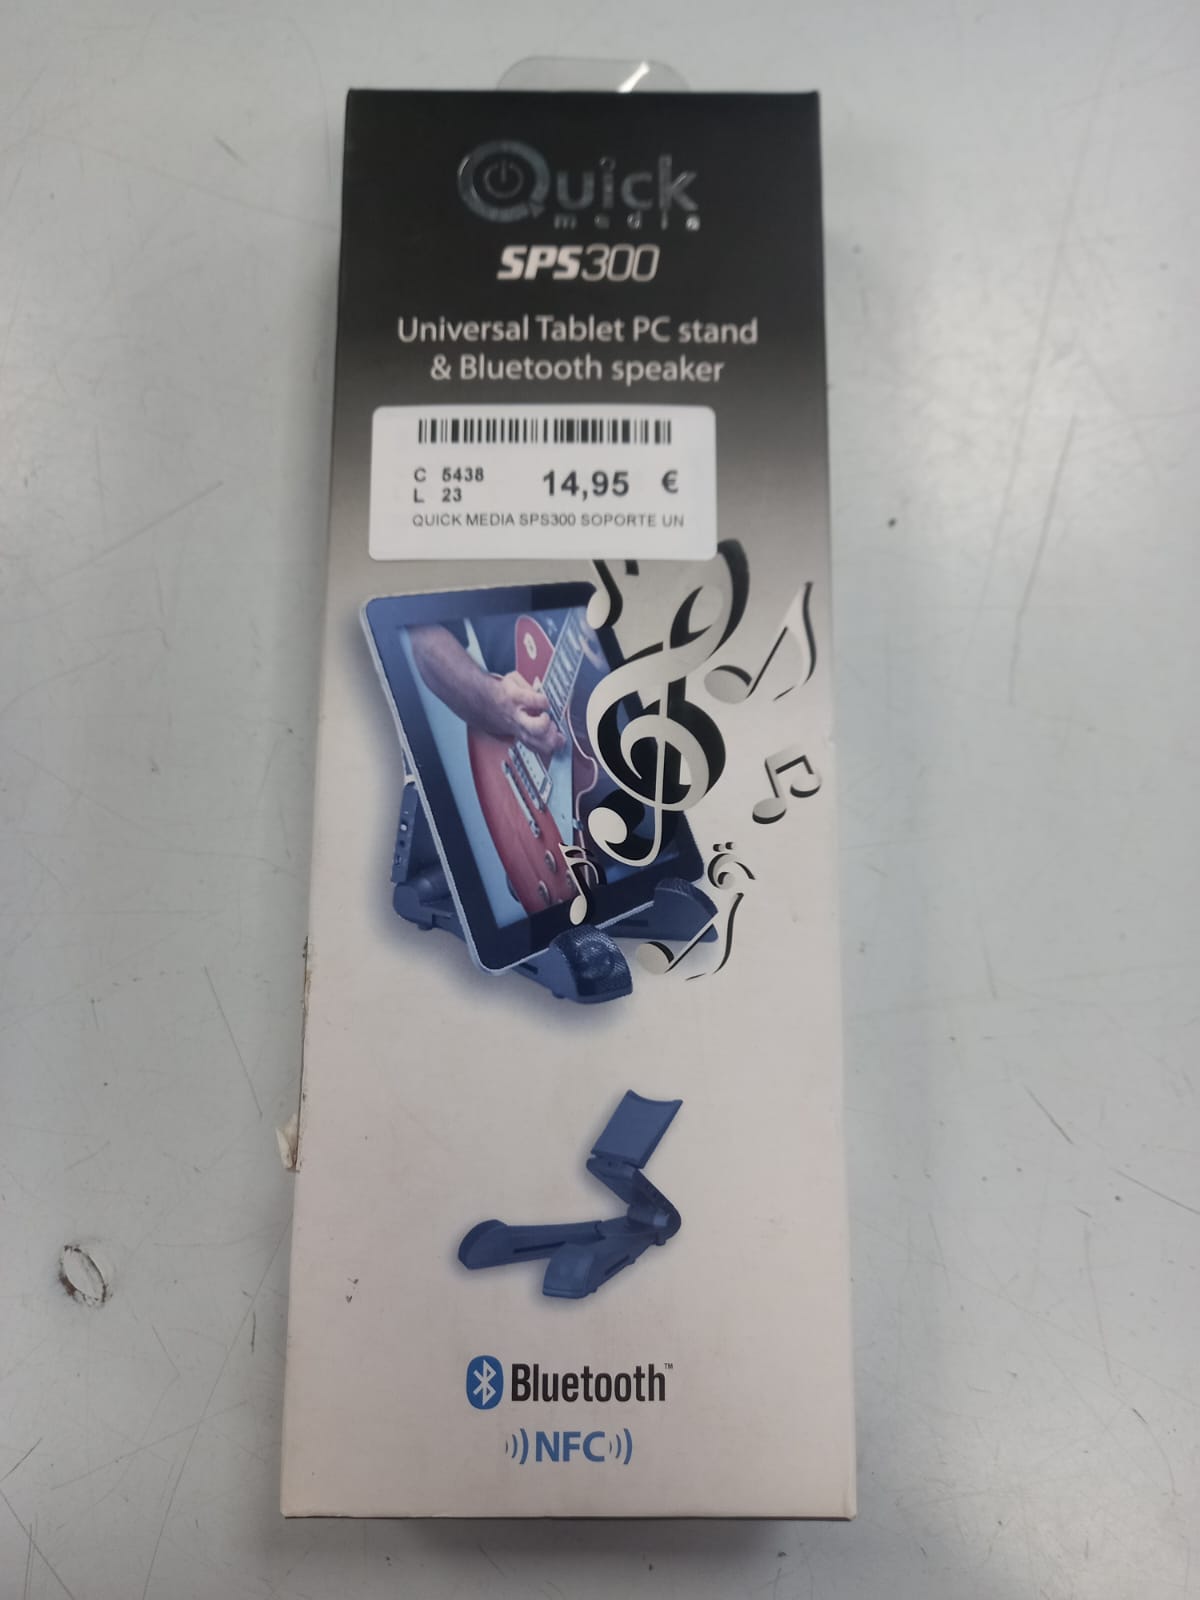 Quick
media
SPS300
Universal Tablet PC stand
& Bluetooth speaker
C 5438
L 23
14,95 €
QUICK MEDIA SPS300 SOPORTE UN
Bluetooth™
NFC